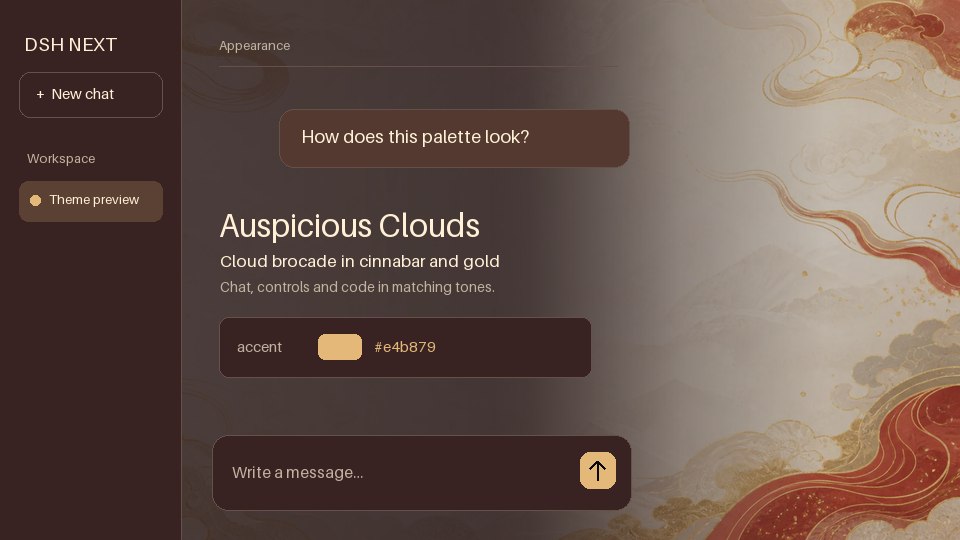 DSH NEXT
+ New chat
Workspace
Theme preview
Appearance
How does this palette look?
Auspicious Clouds
Cloud brocade in cinnabar and gold
Chat, controls and code in matching tones.
accent #e4b879
Write a message...